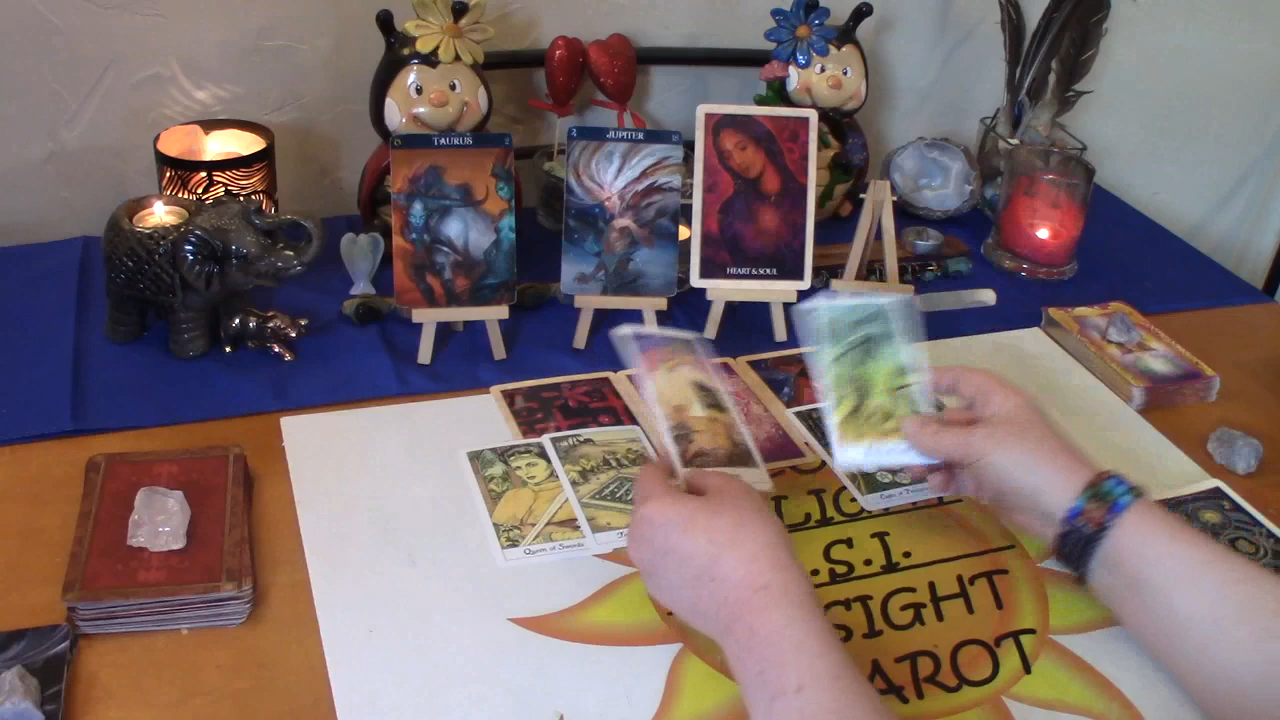 TAURUS
JUPITER
HEART & SOUL
Queen of Swords
LIGHT
.S.I.
SIGHT
AROT